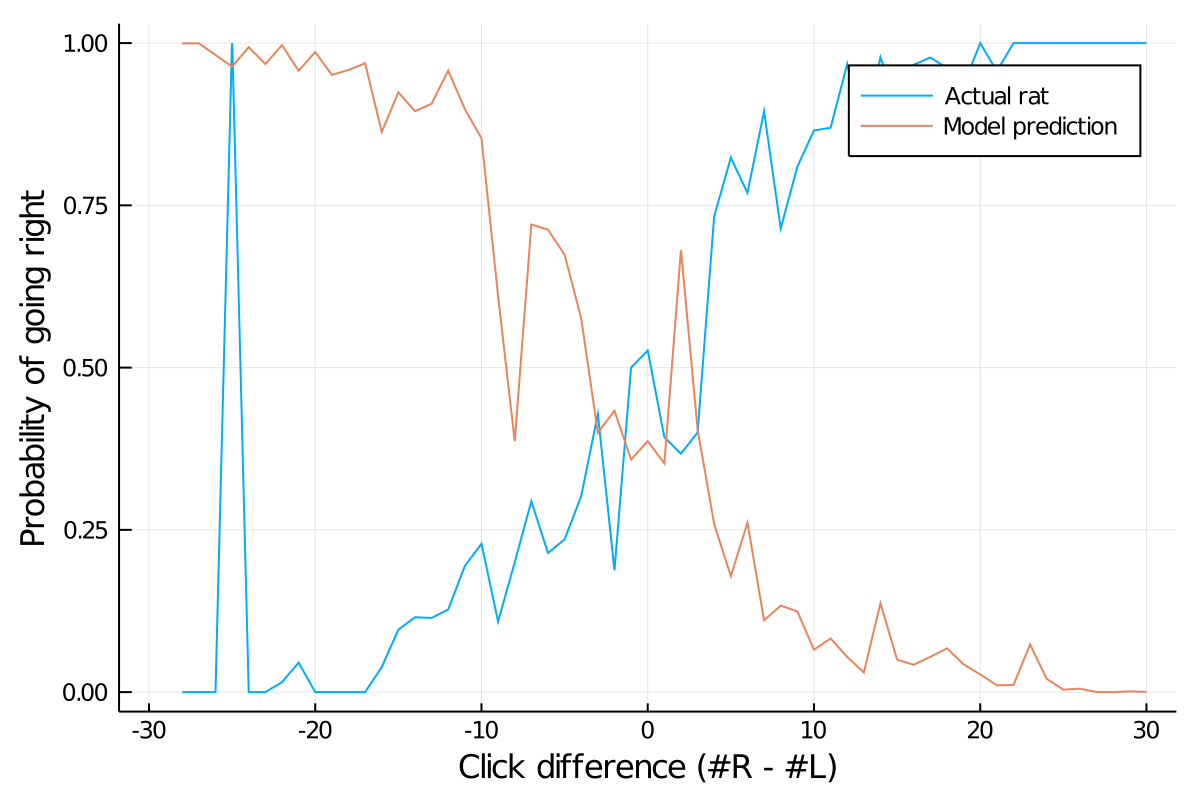 1.00
0.75
0.50
0.25
0.00
Probability of going right
Actual rat
Model prediction
-30 -20 -10 0 10 20 30
Click difference (#R - #L)